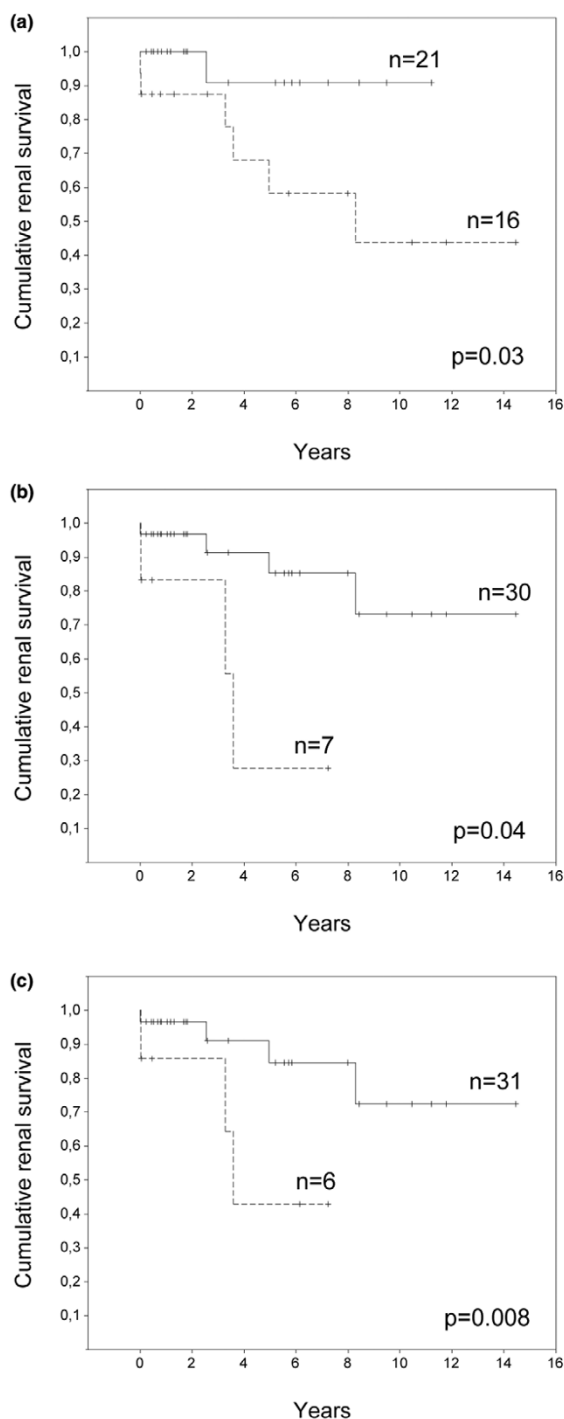 (a)
Cumulative renal survival
1,0
0,9
0,8
0,7
0,6
0,5
0,4
0,3
0,2
0,1
n=21
n=16
p=0.03
0 2 4 6 8 10 12 14 16
Years
(b)
Cumulative renal survival
1,0
0,9
0,8
0,7
0,6
0,5
0,4
0,3
0,2
0,1
n=30
n=7
p=0.04
0 2 4 6 8 10 12 14 16
Years
(c)
Cumulative renal survival
1,0
0,9
0,8
0,7
0,6
0,5
0,4
0,3
0,2
0,1
n=31
n=6
p=0.008
0 2 4 6 8 10 12 14 16
Years